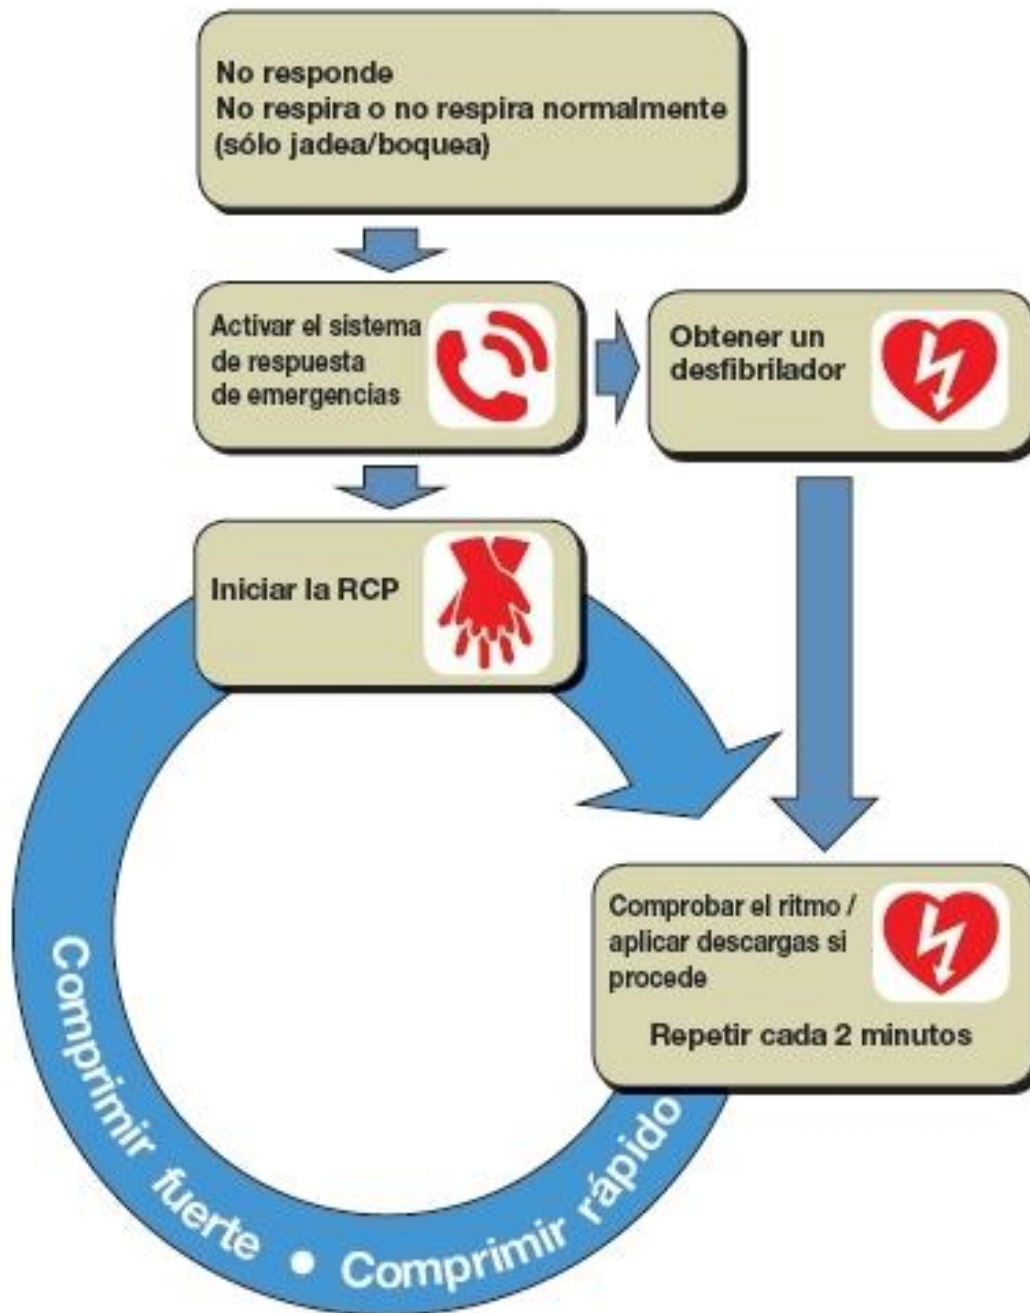 No responde
No respira o no respira normalmente
(sólo jadea/boquea)
Activar el sistema
de respuesta
de emergencias
Obtener un
desfibrilador
Iniciar la RCP
Comprobar el ritmo /
aplicar descargas si
procede
Repetir cada 2 minutos
Comprimir fuerte • Comprimir rápido